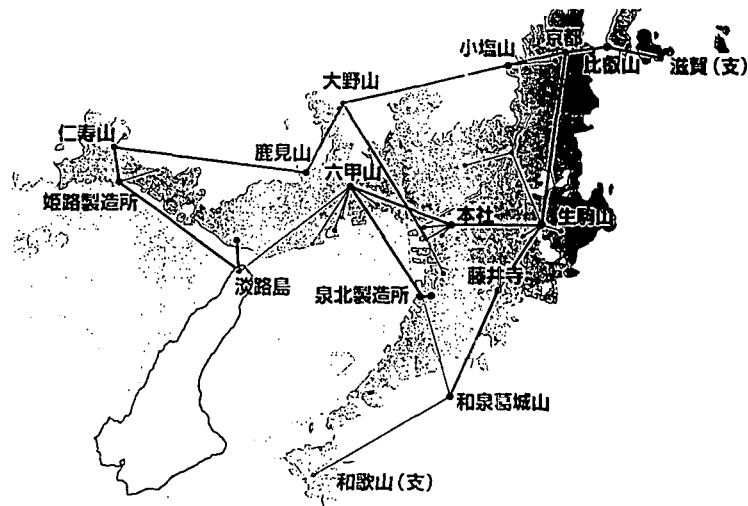 京都
小塩山
比叡山
滋賀(支)
大野山
仁寿山
鹿見山
六甲山
姫路製造所
本社
生駒山
藤井寺
淡路島
泉北製造所
和泉葛城山
和歌山(支)